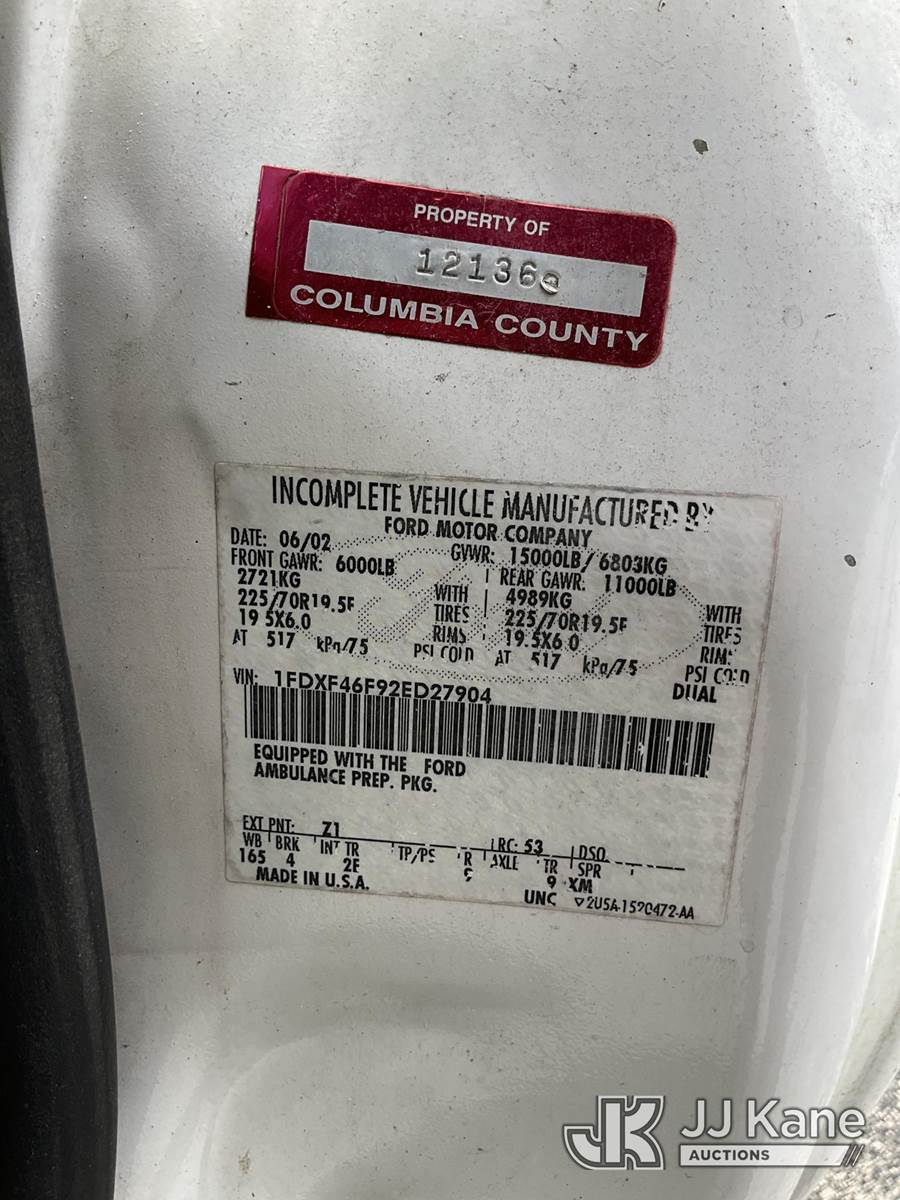 PROPERTY OF
12136
COLUMBIA COUNTY
INCOMPLETE VEHICLE MANUFACTURED BY
FORD MOTOR COMPANY
DATE: 06/02 GVWR: 15000LB/ 6803KG
FRONT GAWR: 6000LB REAR GAWR: 11000LB
2721KG WITH 4989KG WITH
225/70R19.5F TIRES 225/70R19.5F TIRES
19.5X6.0 RIMS 19.5X6.0 RIMS
AT 517 kPa/75 PSI COLD AT 517 kPa/75 PSI COLD
DUAL
VIN: 1FDXF46F92ED27904
EQUIPPED WITH THE FORD
AMBULANCE PREP. PKG.
EXT PNT: Z1 RC: 53 DSO
WB BRK INT TR TP/PS R AXLE TR SPR
165 4 2E 9 XM
MADE IN U.S.A.
UNC 2U5A-1520472-AA
JK JJ Kane
AUCTIONS